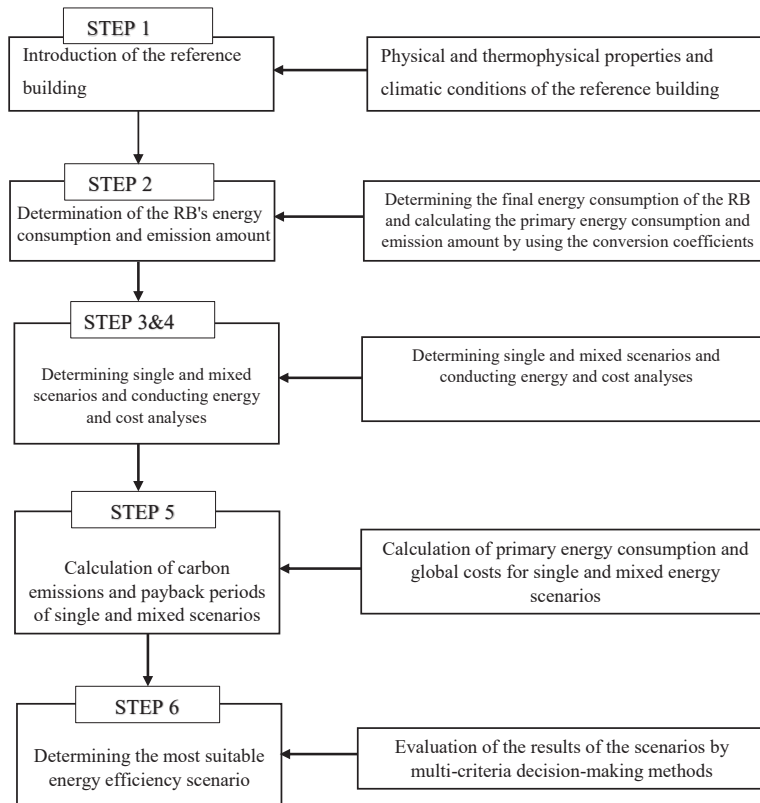 STEP 1
Introduction of the reference
building
Physical and thermophysical properties and
climatic conditions of the reference building
STEP 2
Determination of the RB's energy
consumption and emission amount
Determining the final energy consumption of the RB
and calculating the primary energy consumption and
emission amount by using the conversion coefficients
STEP 3&4
Determining single and mixed
scenarios and conducting energy
and cost analyses
Determining single and mixed scenarios and
conducting energy and cost analyses
STEP 5
Calculation of carbon
emissions and payback periods
of single and mixed scenarios
Calculation of primary energy consumption and
global costs for single and mixed energy
scenarios
STEP 6
Determining the most suitable
energy efficiency scenario
Evaluation of the results of the scenarios by
multi-criteria decision-making methods